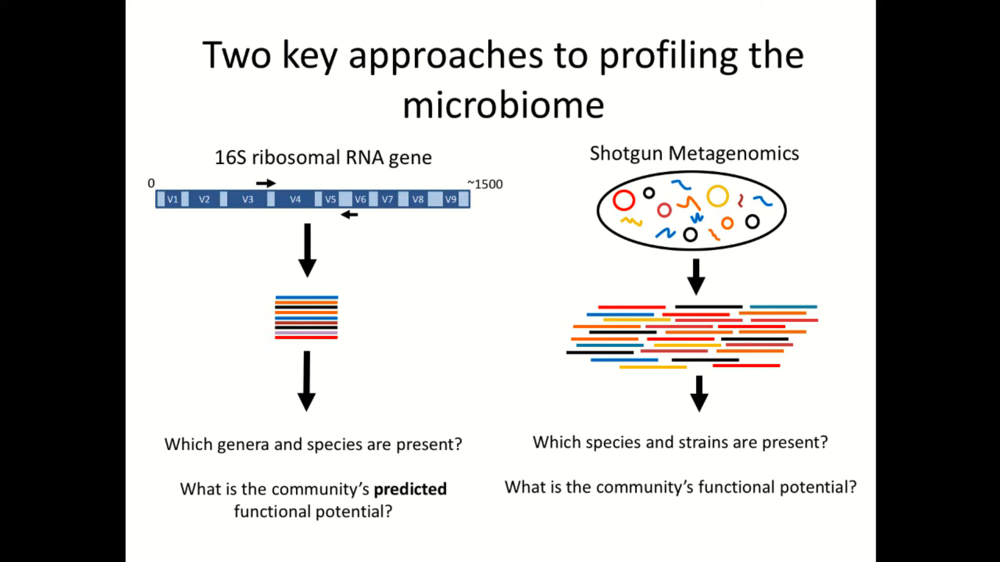 Two key approaches to profiling the
microbiome
16S ribosomal RNA gene
0
~1500
V1 V2 V3 V4 V5 V6 V7 V8 V9
Which genera and species are present?
What is the community’s predicted
functional potential?
Shotgun Metagenomics
Which species and strains are present?
What is the community’s functional potential?